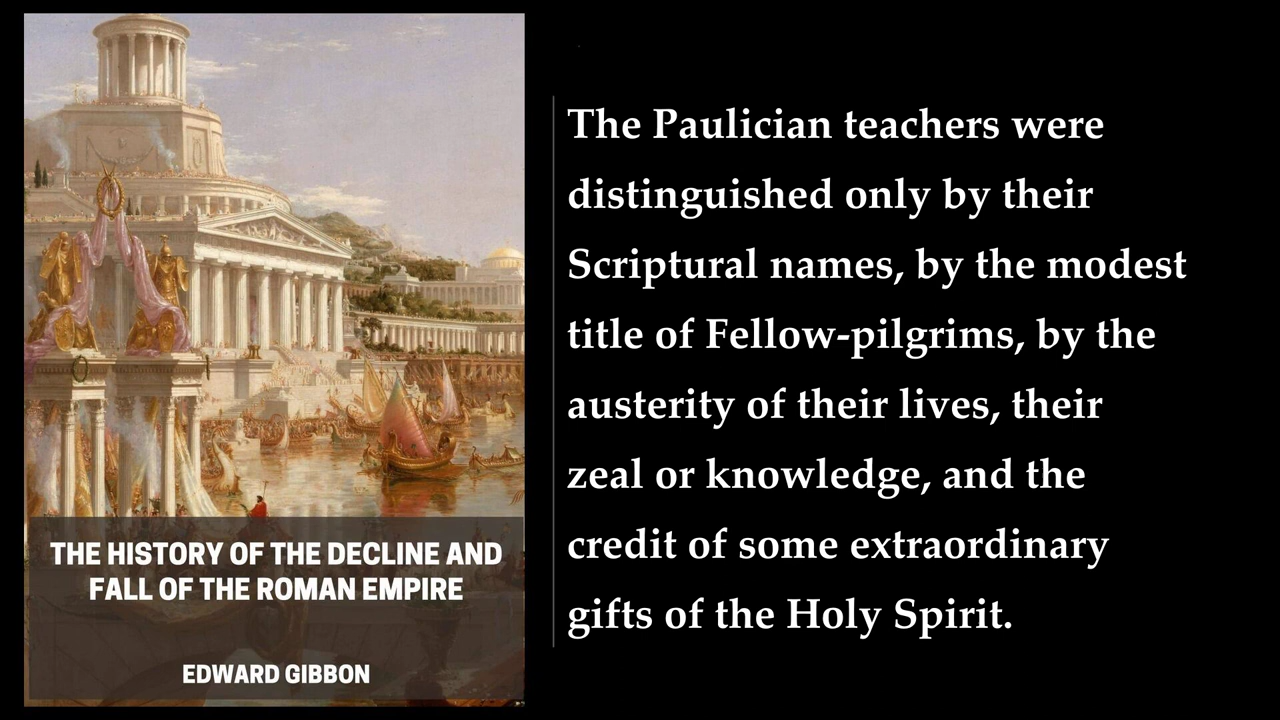 THE HISTORY OF THE DECLINE AND
FALL OF THE ROMAN EMPIRE
EDWARD GIBBON
The Paulician teachers were
distinguished only by their
Scriptural names, by the modest
title of Fellow-pilgrims, by the
austerity of their lives, their
zeal or knowledge, and the
credit of some extraordinary
gifts of the Holy Spirit.